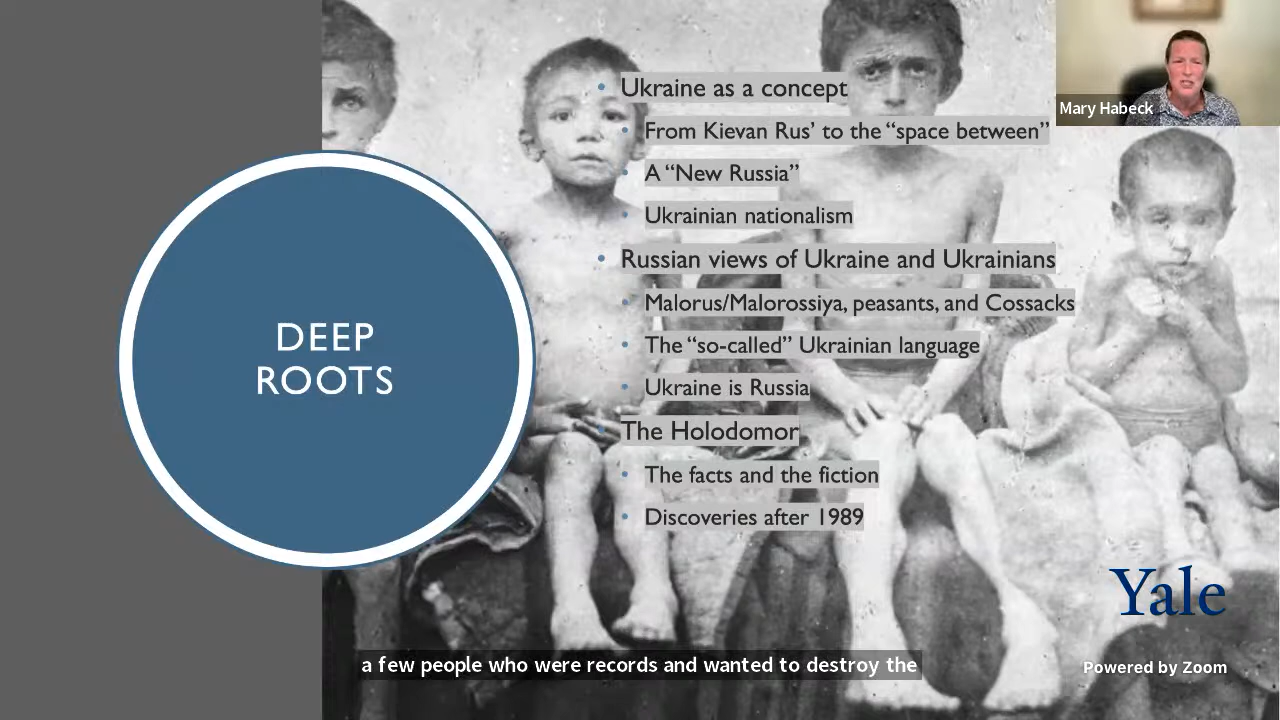 DEEP
ROOTS
Ukraine as a concept
From Kievan Rus’ to the “space between”
A “New Russia”
Ukrainian nationalism
Russian views of Ukraine and Ukrainians
Malorus/Malorossiya, peasants, and Cossacks
The “so-called” Ukrainian language
Ukraine is Russia
The Holodomor
The facts and the fiction
Discoveries after 1989
Mary Habeck
Yale
a few people who were records and wanted to destroy the
Powered by Zoom